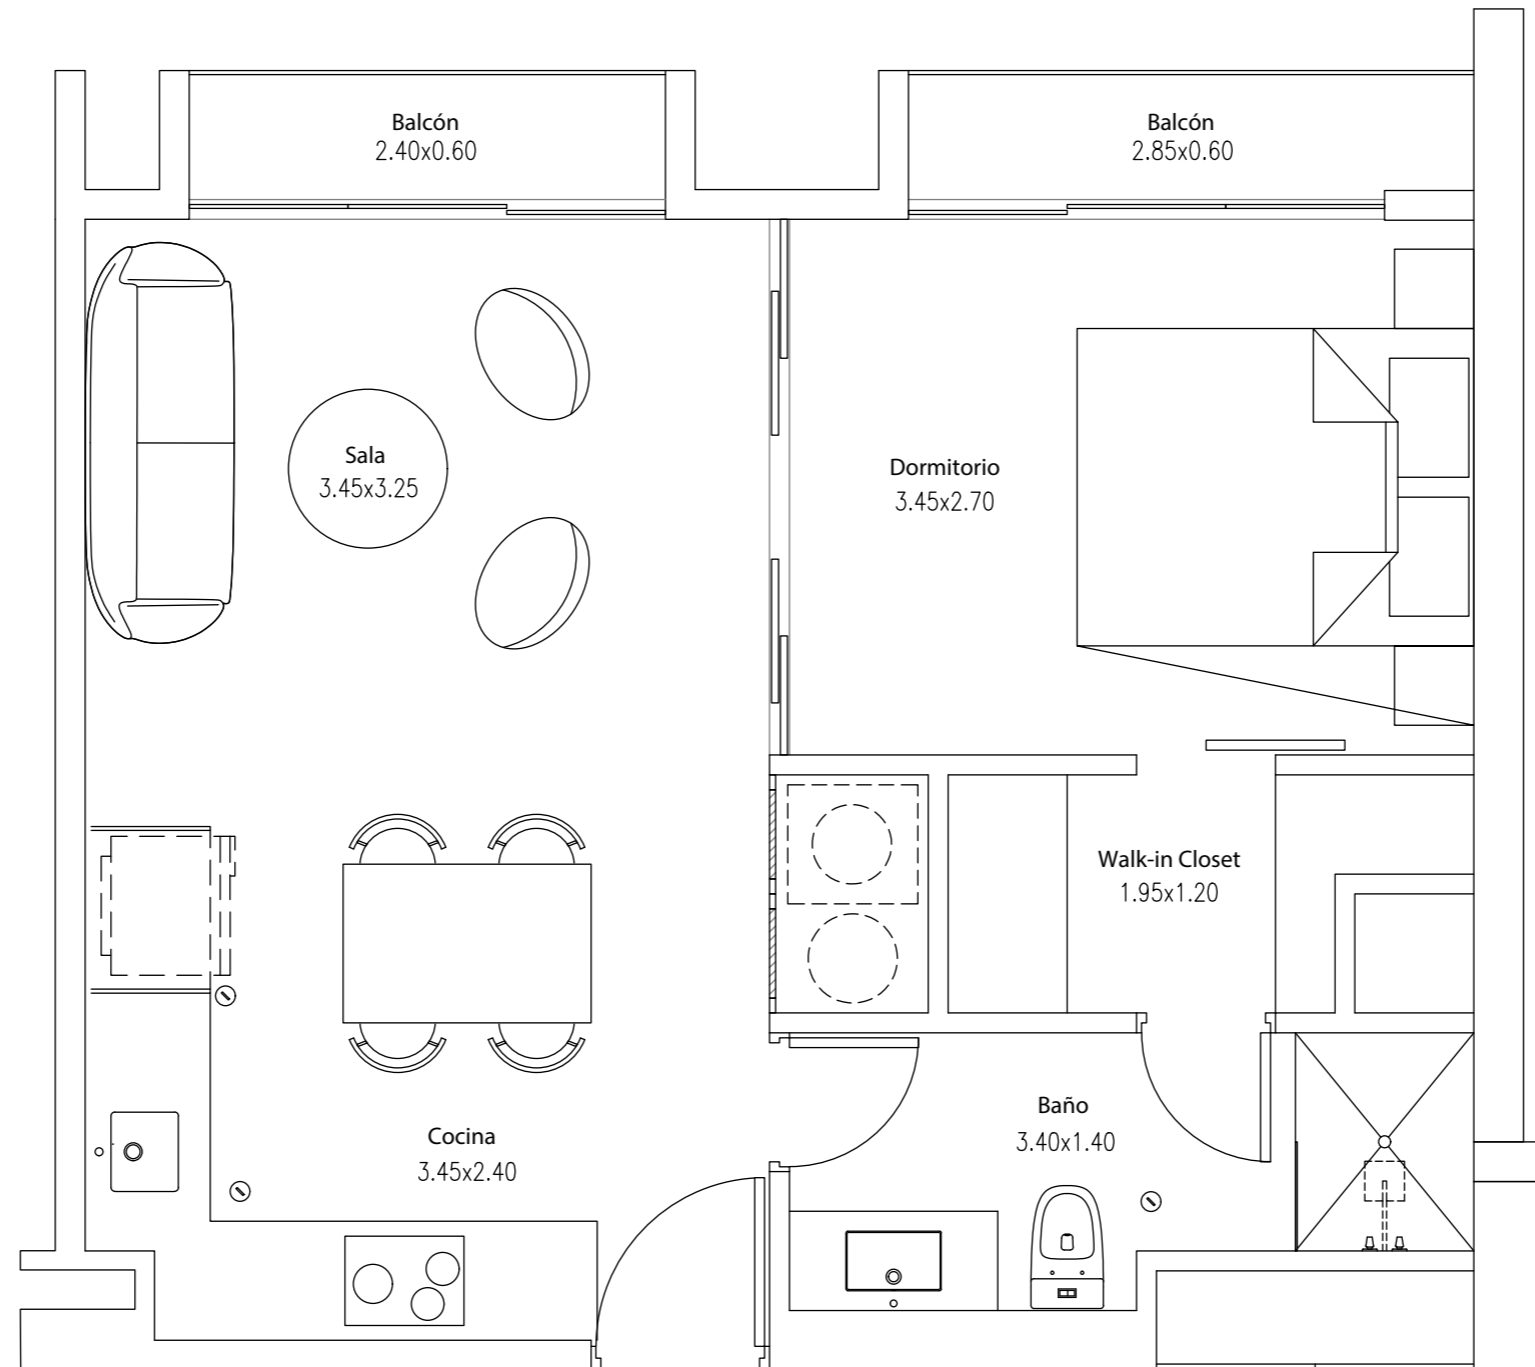 Balcón
2.40x0.60
Balcón
2.85x0.60
Sala
3.45x3.25
Dormitorio
3.45x2.70
Walk-in Closet
1.95x1.20
Baño
3.40x1.40
Cocina
3.45x2.40